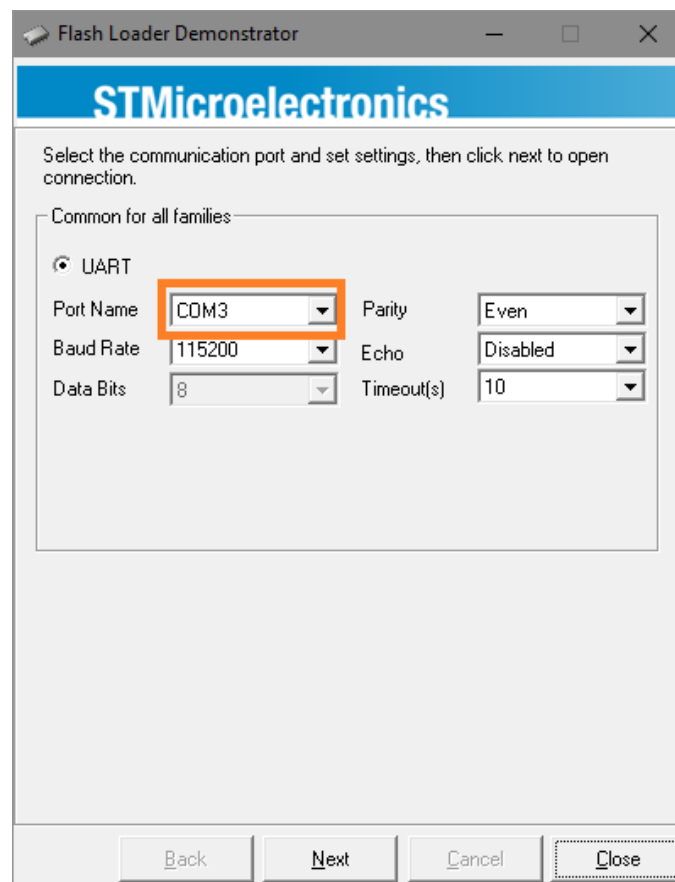 Flash Loader Demonstrator
STMicroelectronics
Select the communication port and set settings, then click next to open
connection.
Common for all families
UART
Port Name COM3 Parity Even
Baud Rate 115200 Echo Disabled
Data Bits 8 Timeout(s) 10
Back Next Cancel Close